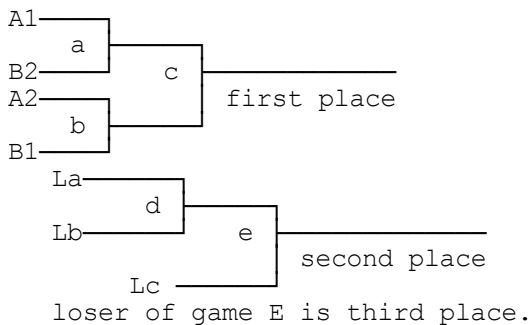 A1
a
B2
c
A2
first place
b
B1
La
d
Lb
e
second place
Lc
loser of game E is third place.